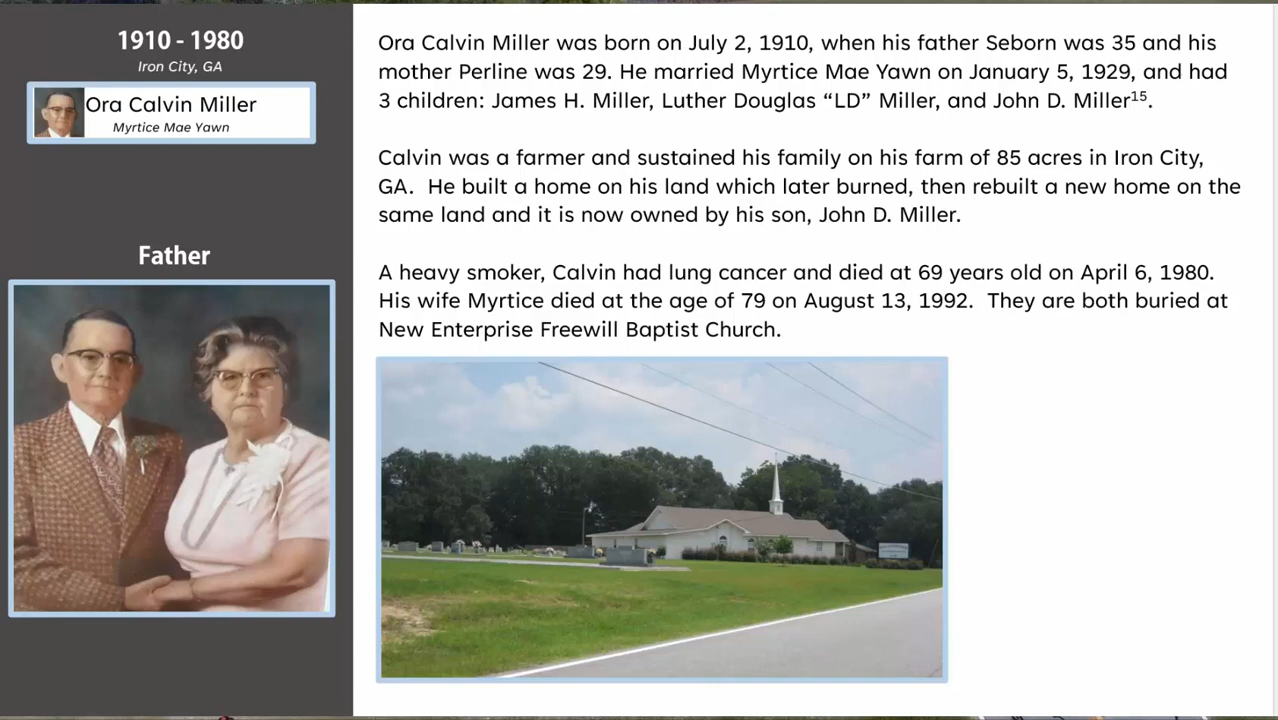 1910 - 1980
Iron City, GA
Ora Calvin Miller
Myrtice Mae Yawn
Father
Ora Calvin Miller was born on July 2, 1910, when his father Seborn was 35 and his
mother Perline was 29. He married Myrtice Mae Yawn on January 5, 1929, and had
3 children: James H. Miller, Luther Douglas “LD” Miller, and John D. Miller¹⁵.
Calvin was a farmer and sustained his family on his farm of 85 acres in Iron City,
GA.  He built a home on his land which later burned, then rebuilt a new home on the
same land and it is now owned by his son, John D. Miller.
A heavy smoker, Calvin had lung cancer and died at 69 years old on April 6, 1980.
His wife Myrtice died at the age of 79 on August 13, 1992.  They are both buried at
New Enterprise Freewill Baptist Church.